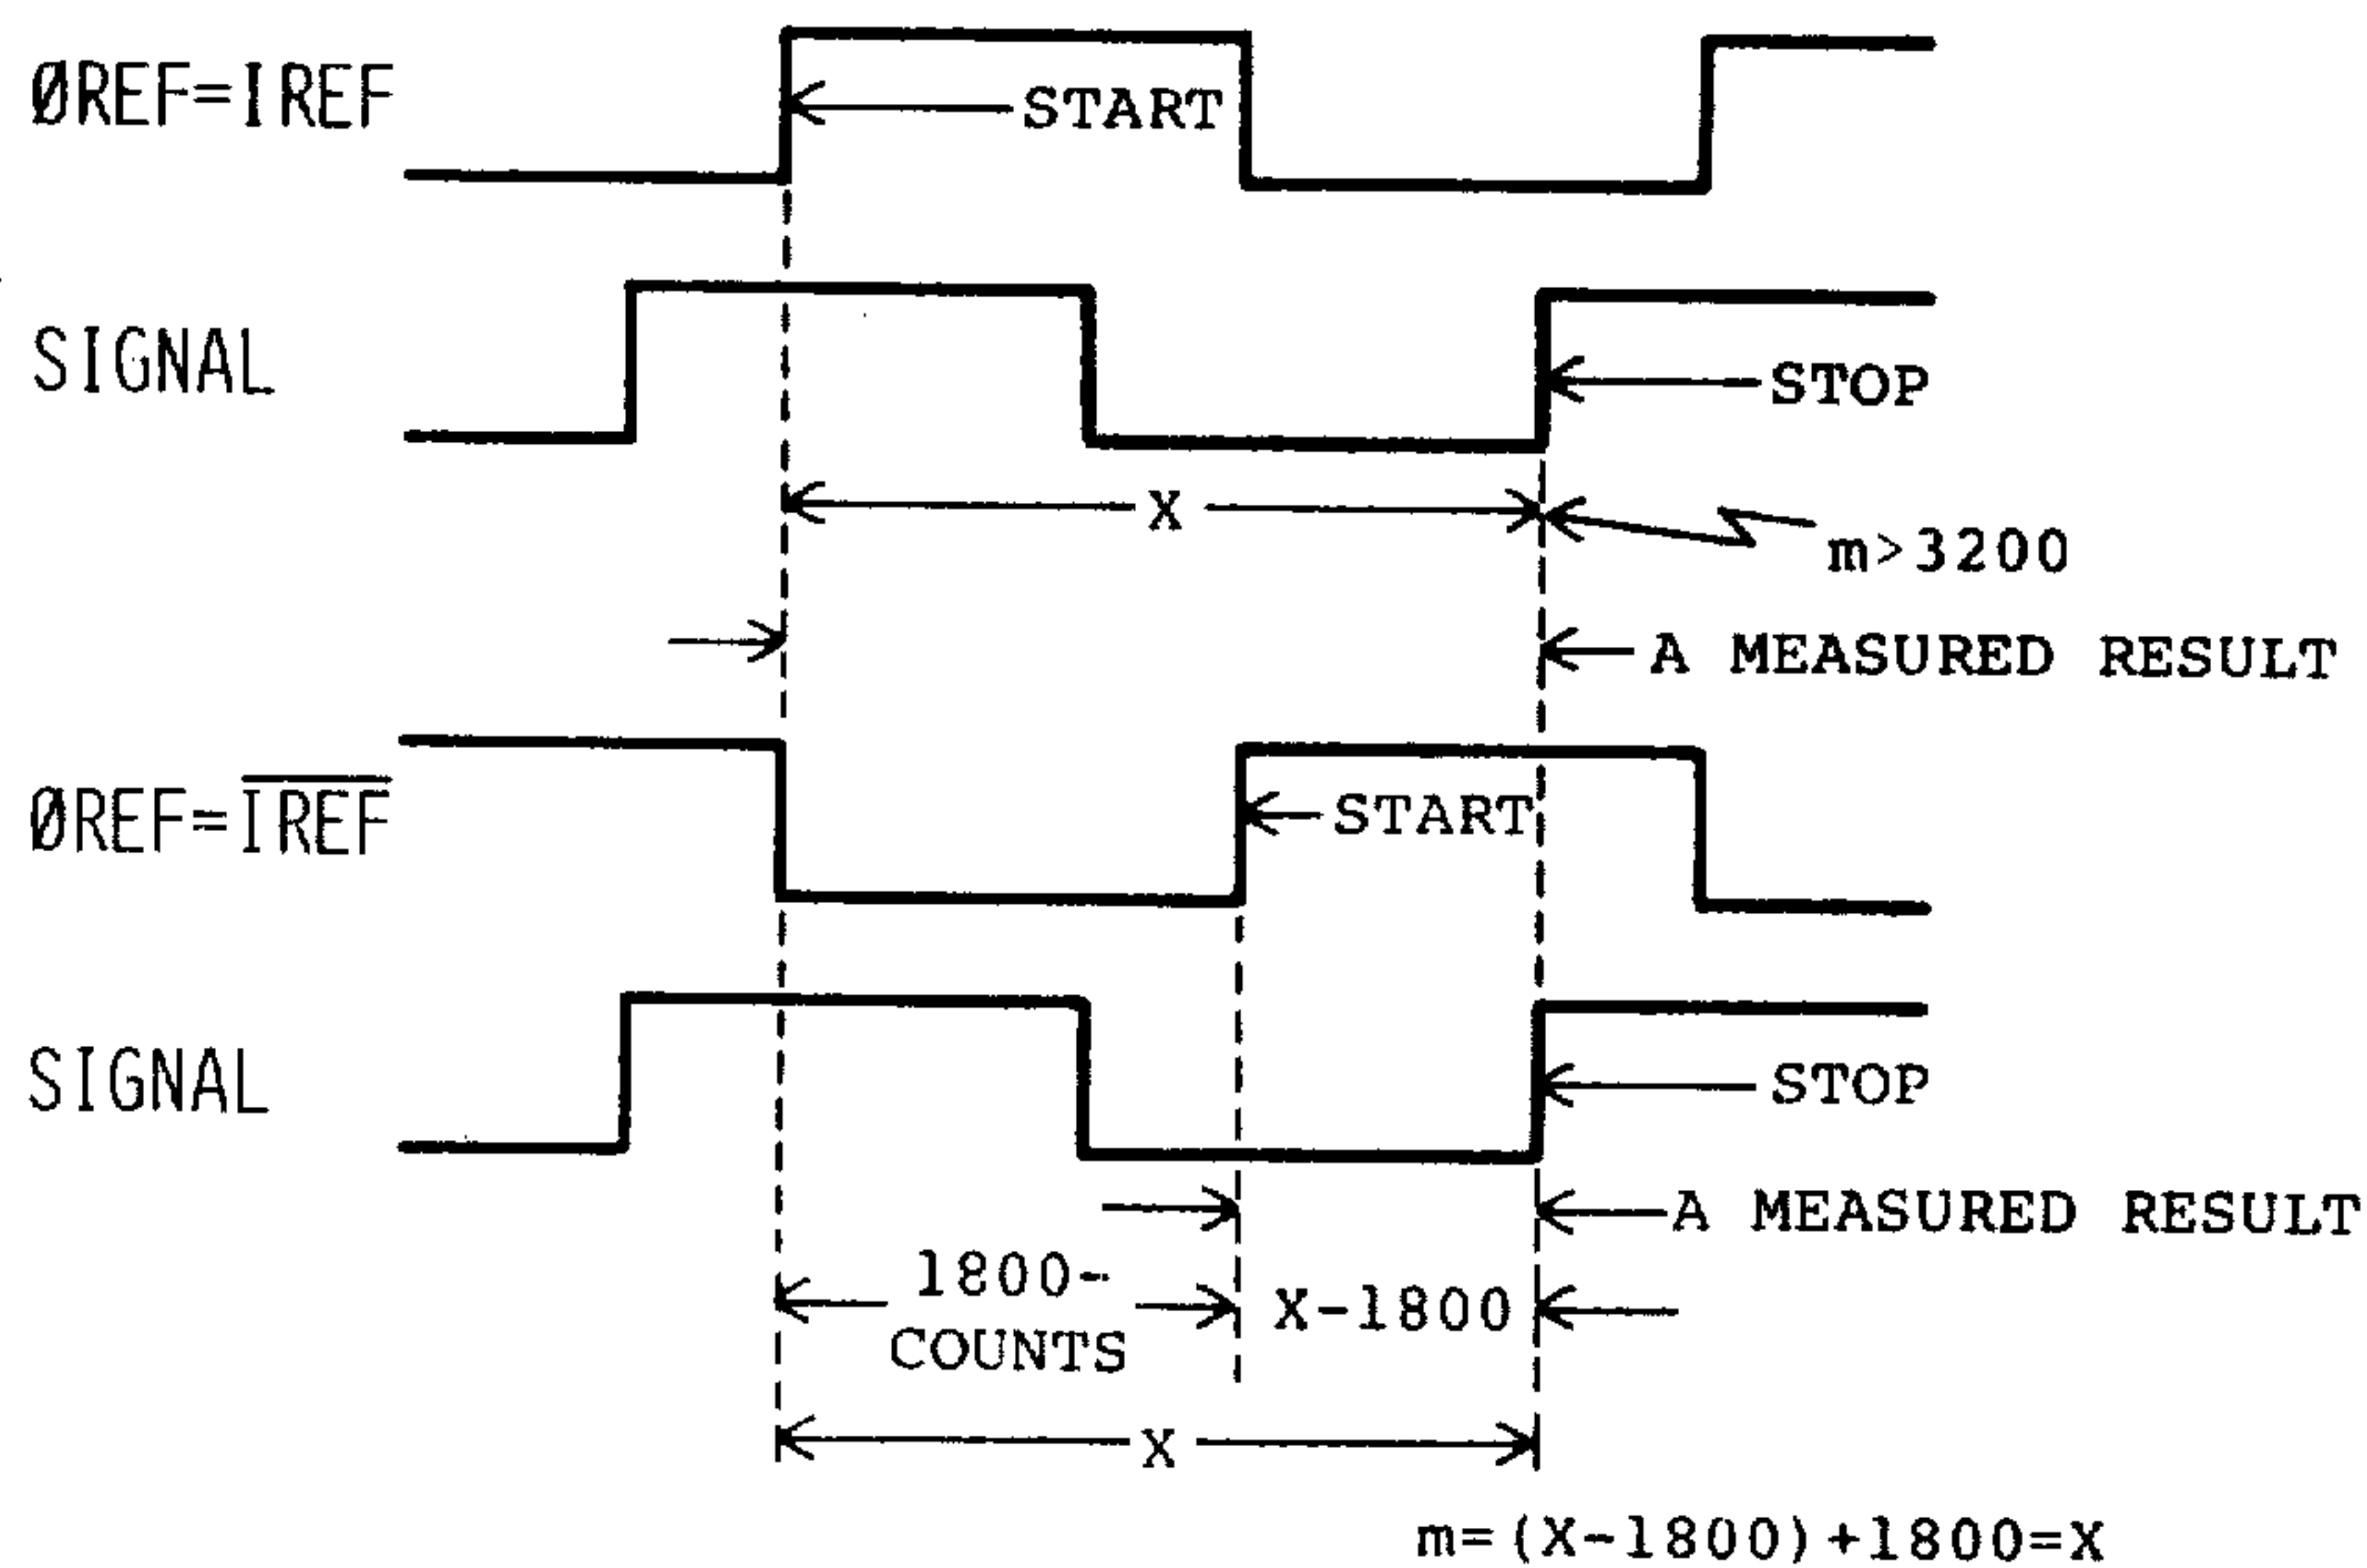 ØREF=IREF
START
SIGNAL
STOP
X
m>3200
A MEASURED RESULT
ØREF=I̅R̅E̅F̅
START
SIGNAL
STOP
A MEASURED RESULT
1800-
COUNTS
X-1800
X
m=(X-1800)+1800=X